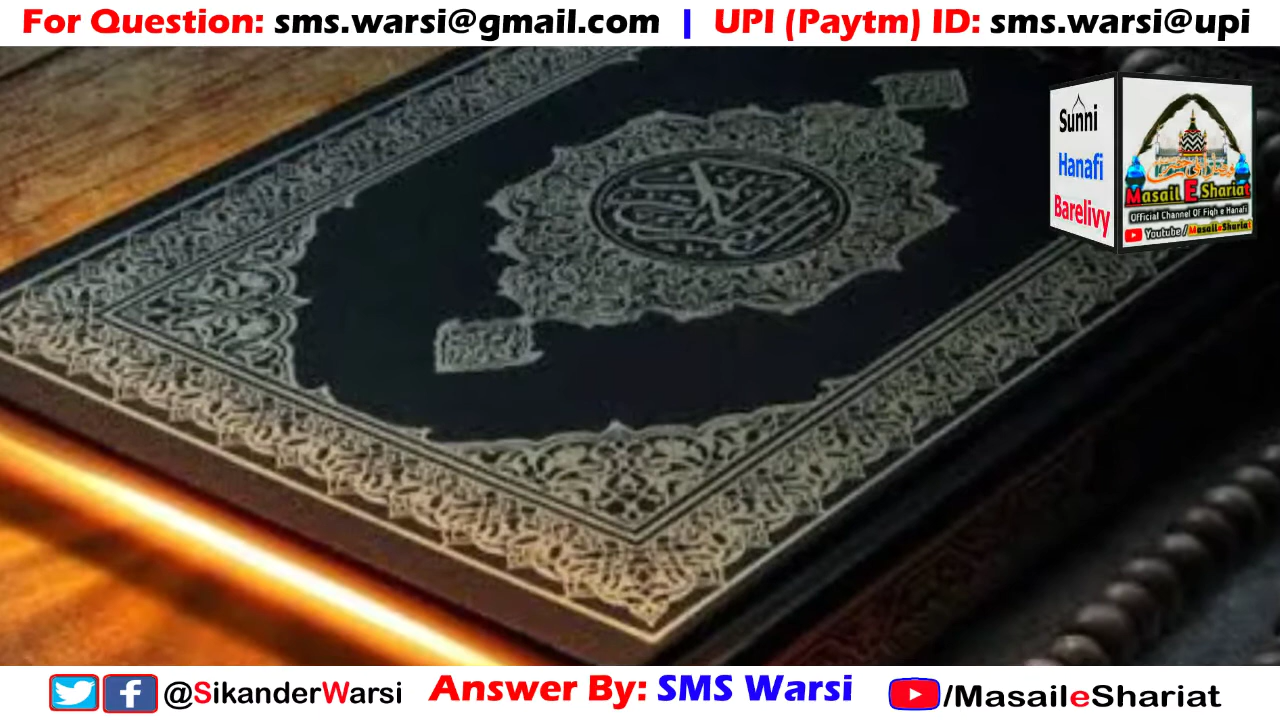 For Question: sms.warsi@gmail.com | UPI (Paytm) ID: sms.warsi@upi
Sunni
Hanafi
Barelivy
Masail E Shariat
Official Channel Of Fiqh e Hanafi
Youtube / MasaileShariat
@SikanderWarsi
Answer By: SMS Warsi
/MasaileShariat